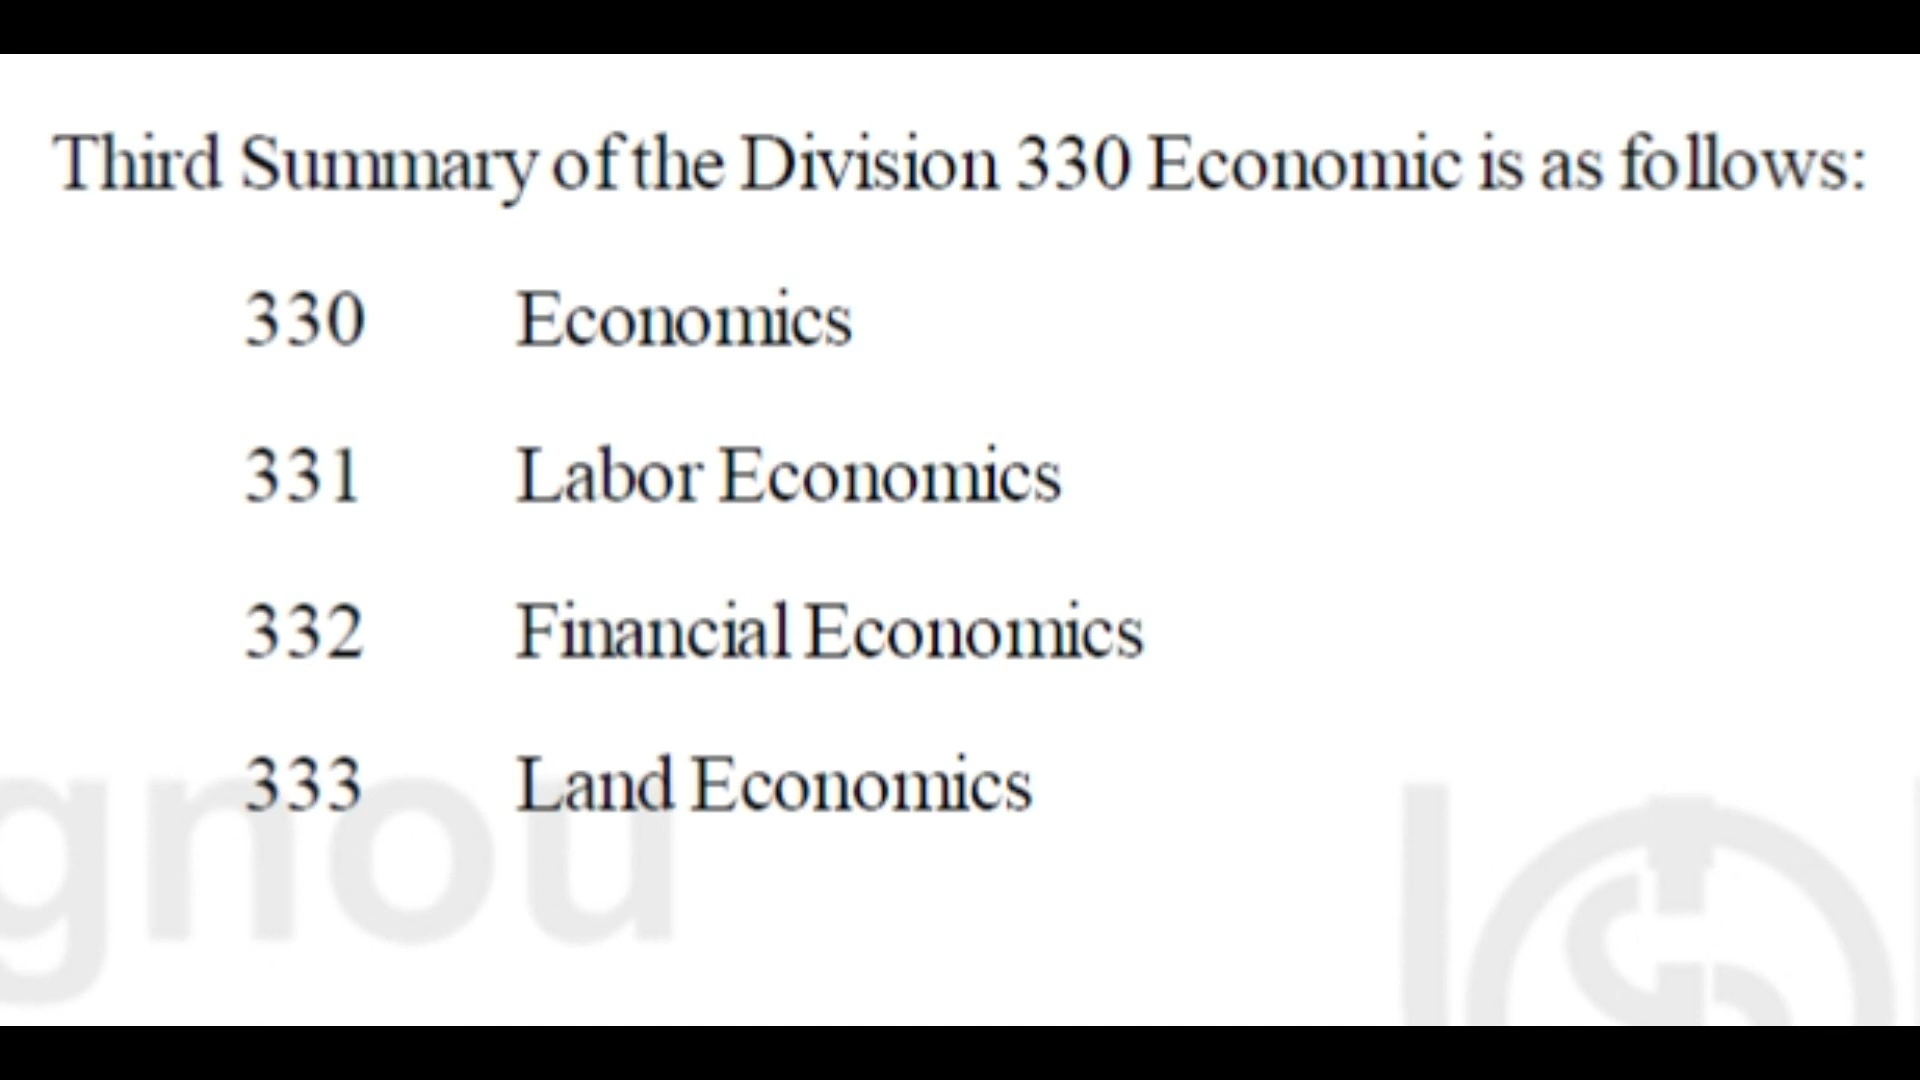 Third Summary of the Division 330 Economic is as follows:
330 Economics
331 Labor Economics
332 Financial Economics
333 Land Economics
gnou